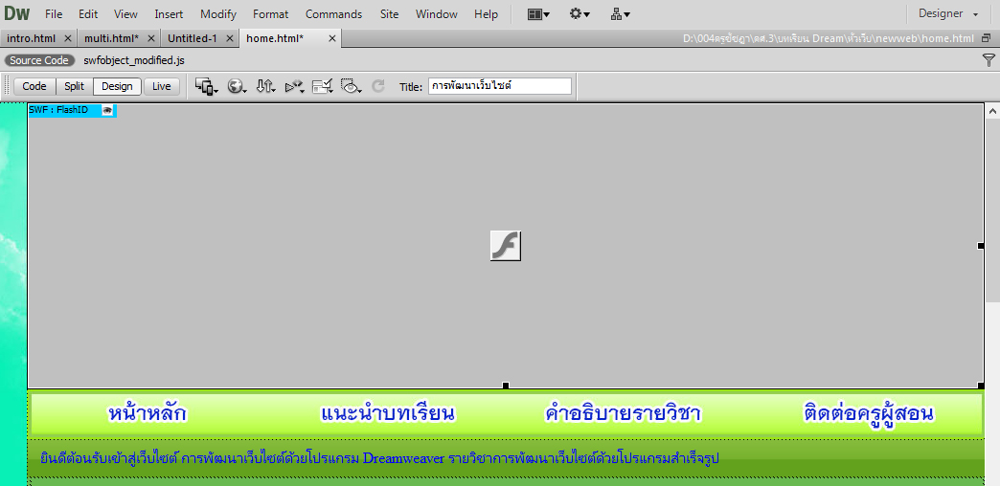 Dw File Edit View Insert Modify Format Commands Site Window Help Designer
intro.html multi.html* Untitled-1 home.html* D:\004ครูชัชฎา\ดศ.3\บทเรียน Dream\หัวเว็บ\newweb\home.html
Source Code swfobject_modified.js
Code Split Design Live Title: การพัฒนาเว็บไซต์
SWF : FlashID
หน้าหลัก แนะนำบทเรียน คำอธิบายรายวิชา ติดต่อครูผู้สอน
ยินดีต้อนรับเข้าสู่เว็บไซต์ การพัฒนาเว็บไซต์ด้วยโปรแกรม Dreamweaver รายวิชาการพัฒนาเว็บไซต์ด้วยโปรแกรมสำเร็จรูป